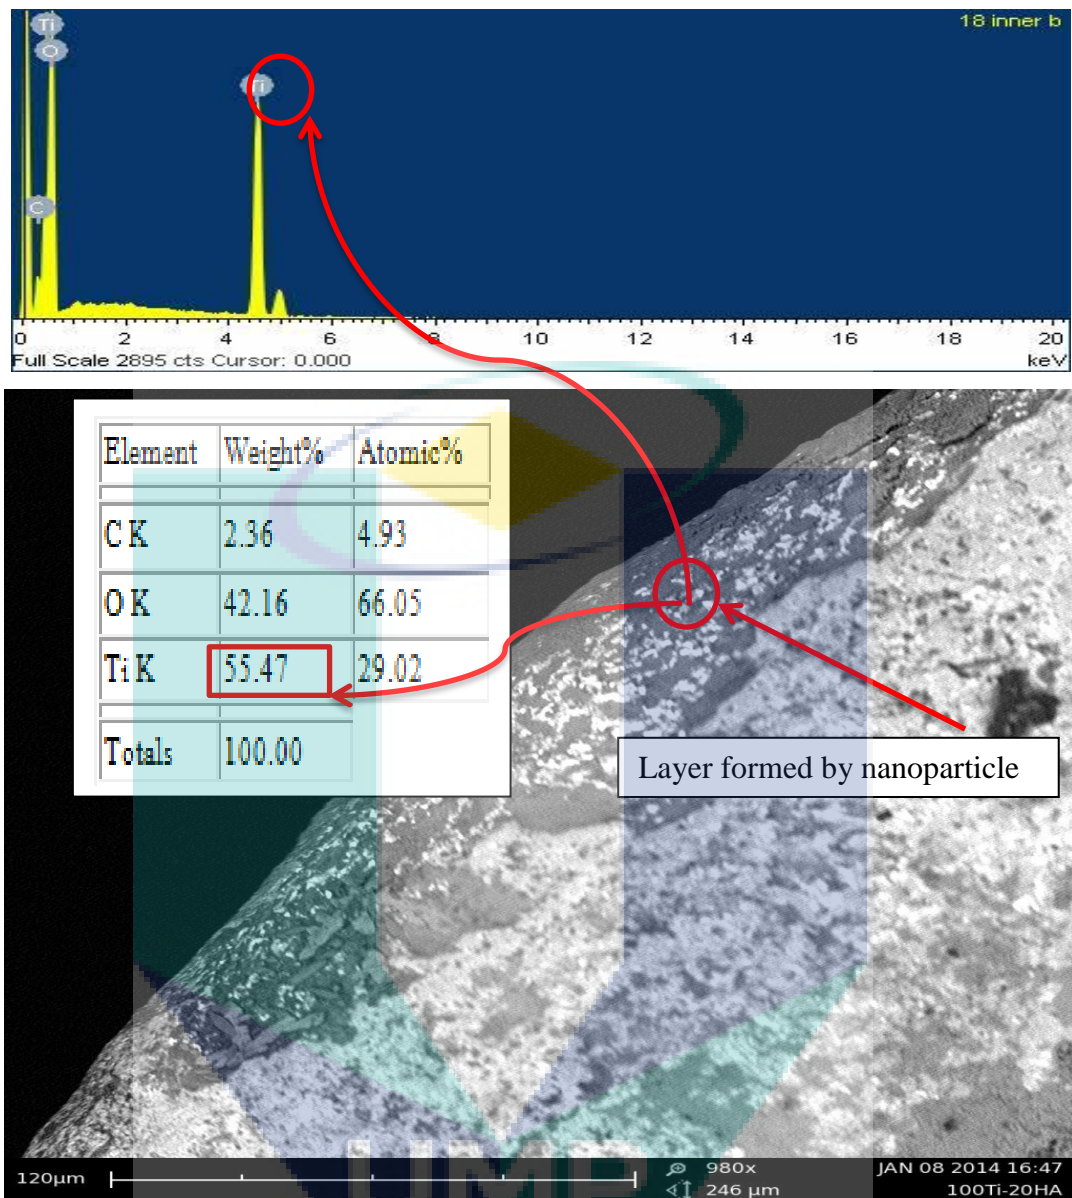 18 inner b
Ti
O
Ti
C
0 2 4 6 8 10 12 14 16 18 20
Full Scale 2895 cts Cursor: 0.000 keV
Element Weight% Atomic%
C K 2.36 4.93
O K 42.16 66.05
Ti K 55.47 29.02
Totals 100.00
Layer formed by nanoparticle
UMP
120µm 980x JAN 08 2014 16:47
246 µm 100Ti-20HA